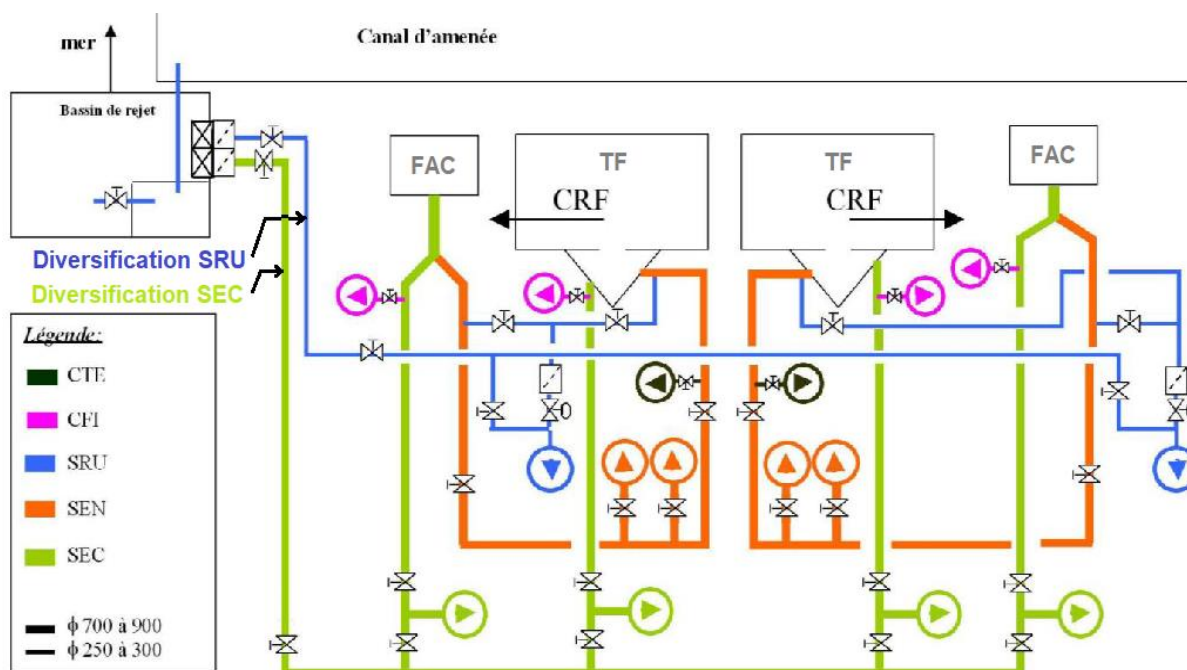 Canal d'amenée
mer
Bassin de rejet
FAC
TF
TF
FAC
CRF
CRF
Diversification SRU
Diversification SEC
Légende:
CTE
CFI
SRU
SEN
SEC
ϕ 700 à 900
ϕ 250 à 300